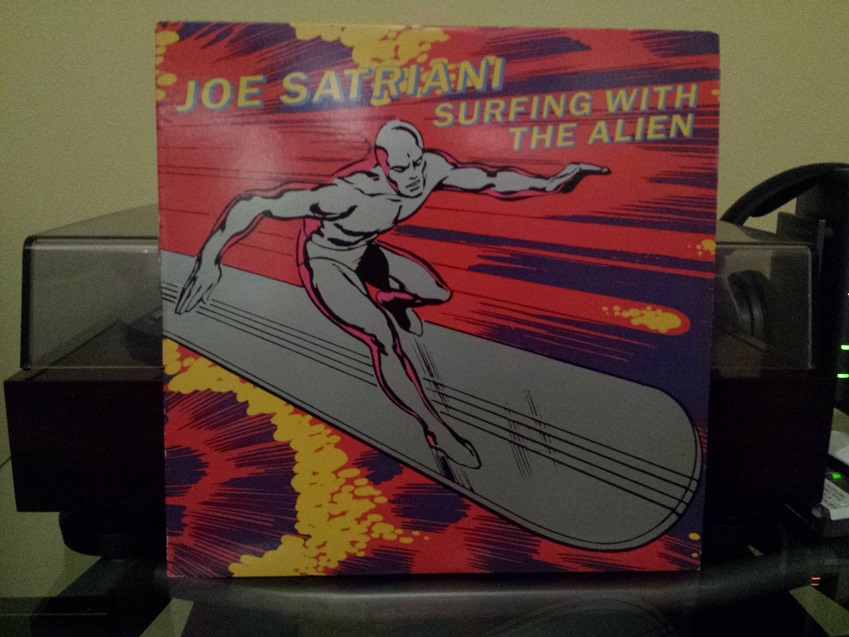 JOE SATRIANI
SURFING WITH
THE ALIEN